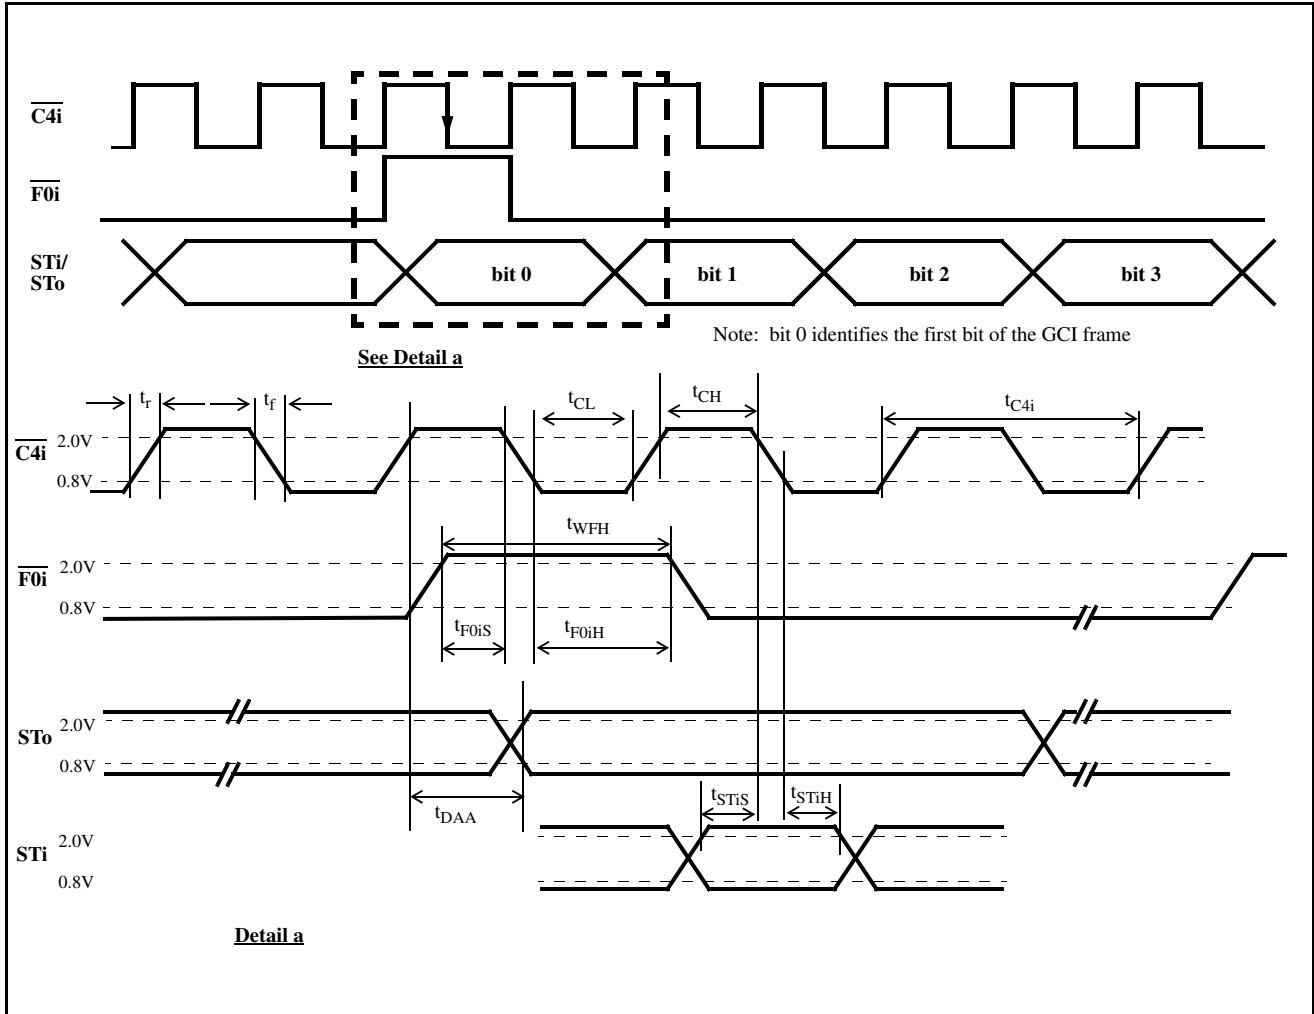 C4i
F0i
STi/
STo
bit 0 bit 1 bit 2 bit 3
Note: bit 0 identifies the first bit of the GCI frame
See Detail a
tr tf tCL tCH tC4i
C4i 2.0V
0.8V
tWFH
F0i 2.0V
0.8V
tF0iS tF0iH
STo 2.0V
0.8V
tDAA tSTiS tSTiH
STi 2.0V
0.8V
Detail a